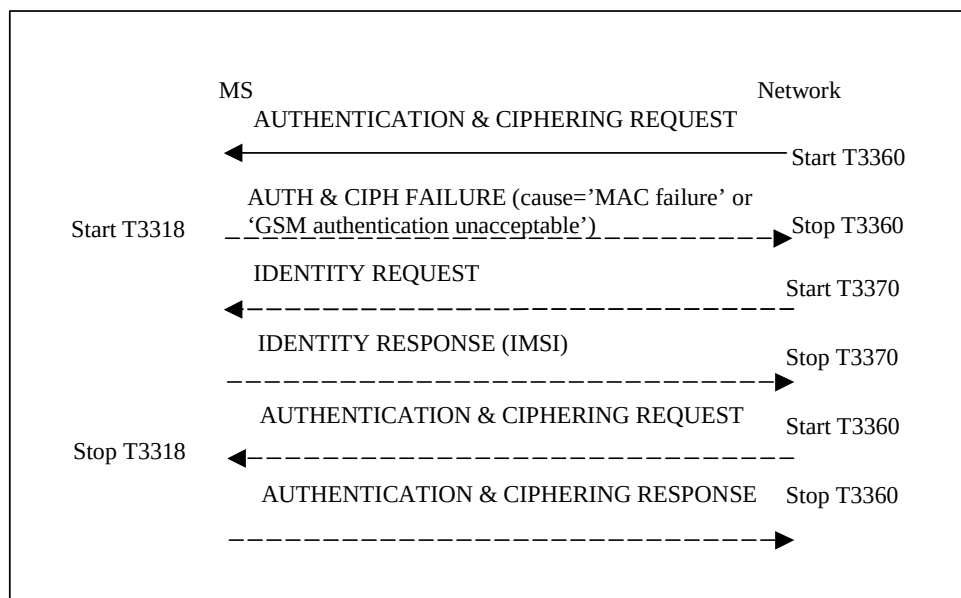 MS Network
AUTHENTICATION & CIPHERING REQUEST
Start T3360
AUTH & CIPH FAILURE (cause=’MAC failure’ or
‘GSM authentication unacceptable’)
Start T3318
Stop T3360
IDENTITY REQUEST
Start T3370
IDENTITY RESPONSE (IMSI)
Stop T3370
AUTHENTICATION & CIPHERING REQUEST
Start T3360
Stop T3318
AUTHENTICATION & CIPHERING RESPONSE
Stop T3360